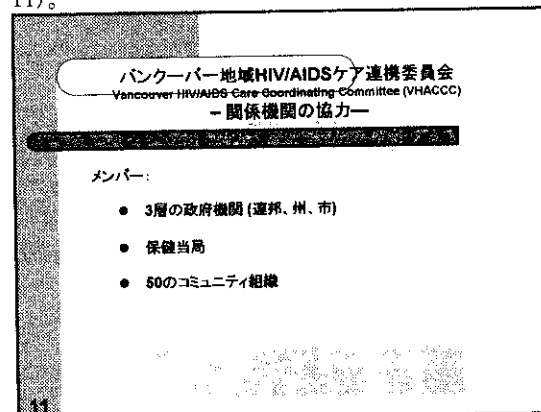 11)。
バンクーバー地域HIV/AIDSケア連携委員会
Vancouver HIV/AIDS Care Coordinating Committee (VHACCC)
－関係機関の協力―
メンバー:
● 3層の政府機関 (連邦、州、市)
● 保健当局
● 50のコミュニティ組織
11